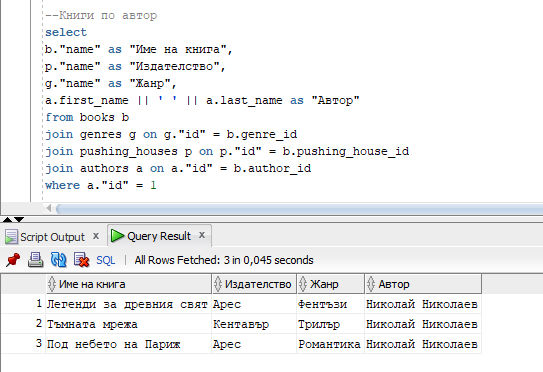 --Книги по автор
select
b."name" as "Име на книга",
p."name" as "Издателство",
g."name" as "Жанр",
a.first_name || ' ' || a.last_name as "Автор"
from books b
join genres g on g."id" = b.genre_id
join pushing_houses p on p."id" = b.pushing_house_id
join authors a on a."id" = b.author_id
where a."id" = 1
Script Output x Query Result x
SQL | All Rows Fetched: 3 in 0,045 seconds
Име на книга Издателство Жанр Автор
1 Легенди за древния свят Арес Фентъзи Николай Николаев
2 Тъмната мрежа Кентавър Трилър Николай Николаев
3 Под небето на Париж Арес Романтика Николай Николаев